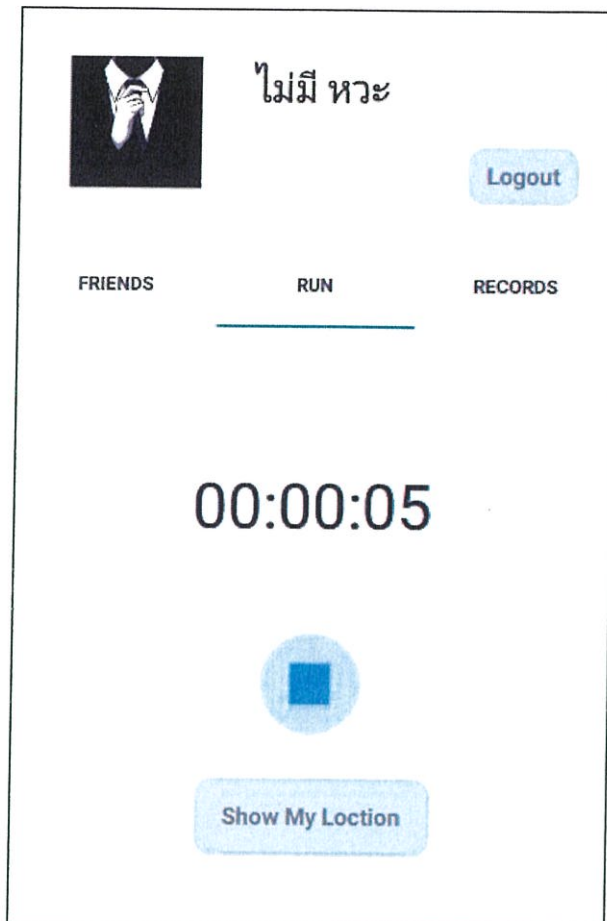 ไม่มี หวะ
Logout
FRIENDS RUN RECORDS
00:00:05
Show My Loction